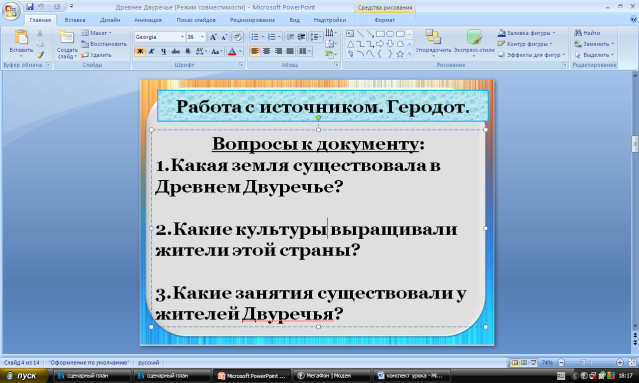 Древнее Двуречье [Режим совместимости] - Microsoft PowerPoint
Средства рисования
Главная Вставка Дизайн Анимация Показ слайдов Рецензирование Вид Надстройки Формат
Вставить
Создать слайд
Макет
Восстановить
Удалить
Georgia 36
Упорядочить
Экспресс-стили
Заливка фигуры
Контур фигуры
Эффекты для фигур
Найти
Заменить
Выделить
Буфер обмена Слайды Шрифт Абзац Рисование Редактирование
Работа с источником. Геродот.
Вопросы к документу:
1.Какая земля существовала в
Древнем Двуречье?
2.Какие культуры выращивали
жители этой страны?
3.Какие занятия существовали у
жителей Двуречья?
Слайд 4 из 14 "Оформление по умолчанию" русский 74%
пуск сценарный план сценарный план Microsoft PowerPoint ... МегаФон | Модем конспект урока - Mi... 18:17